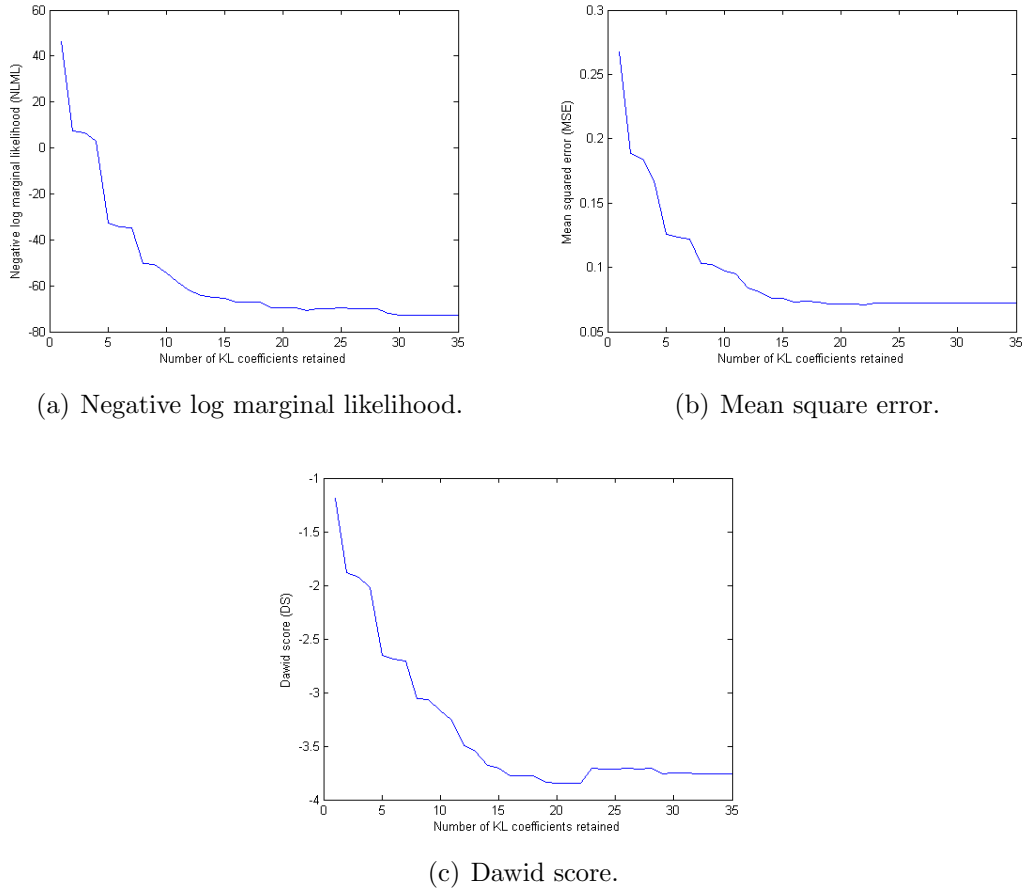 60
40
20
0
-20
-40
-60
-80
Negative log marginal likelihood (NLML)
0 5 10 15 20 25 30 35
Number of KL coefficients retained
(a) Negative log marginal likelihood.
0.3
0.25
0.2
0.15
0.1
0.05
Mean squared error (MSE)
0 5 10 15 20 25 30 35
Number of KL coefficients retained
(b) Mean square error.
-1
-1.5
-2
-2.5
-3
-3.5
-4
Dawid score (DS)
0 5 10 15 20 25 30 35
Number of KL coefficients retained
(c) Dawid score.